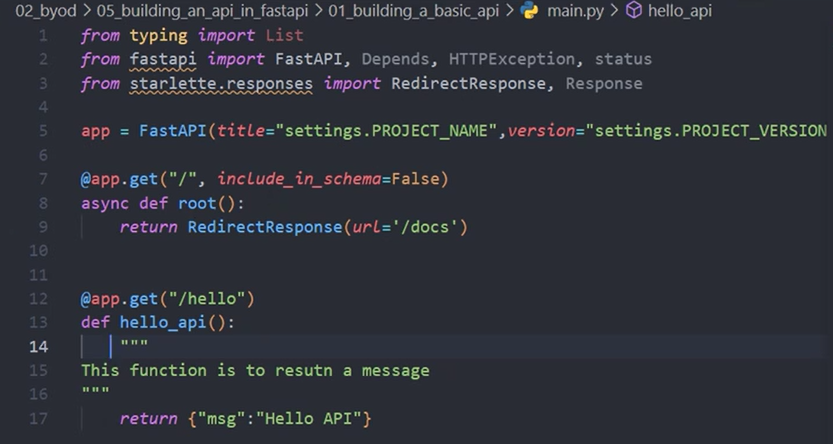 02_byod > 05_building_an_api_in_fastapi > 01_building_a_basic_api > main.py > hello_api
1 from typing import List
2 from fastapi import FastAPI, Depends, HTTPException, status
3 from starlette.responses import RedirectResponse, Response
4
5 app = FastAPI(title="settings.PROJECT_NAME",version="settings.PROJECT_VERSION
6
7 @app.get("/", include_in_schema=False)
8 async def root():
9     return RedirectResponse(url='/docs')
10
11
12 @app.get("/hello")
13 def hello_api():
14     """
15 This function is to resutn a message
16 """
17     return {"msg":"Hello API"}